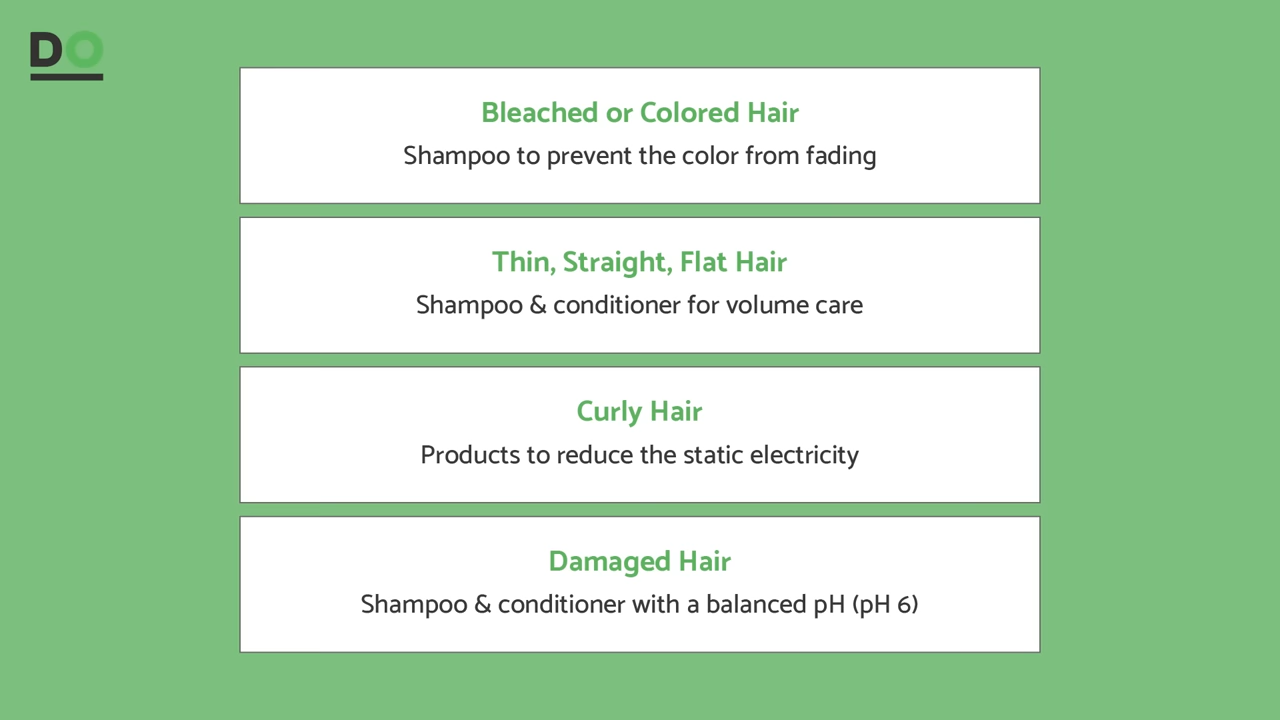 DO
Bleached or Colored Hair
Shampoo to prevent the color from fading
Thin, Straight, Flat Hair
Shampoo & conditioner for volume care
Curly Hair
Products to reduce the static electricity
Damaged Hair
Shampoo & conditioner with a balanced pH (pH 6)